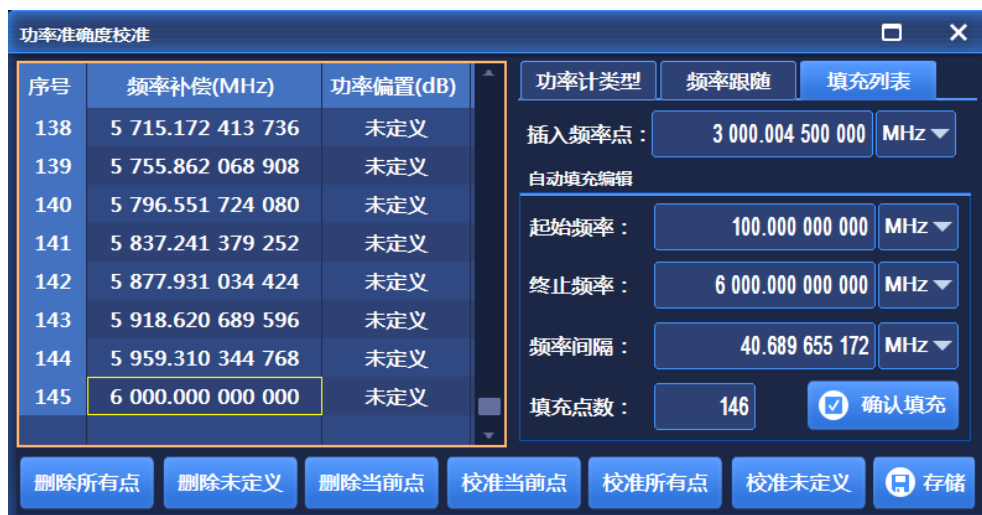 功率准确度校准
序号 频率补偿(MHz) 功率偏置(dB)
138 5 715.172 413 736 未定义
139 5 755.862 068 908 未定义
140 5 796.551 724 080 未定义
141 5 837.241 379 252 未定义
142 5 877.931 034 424 未定义
143 5 918.620 689 596 未定义
144 5 959.310 344 768 未定义
145 6 000.000 000 000 未定义
功率计类型 频率跟随 填充列表
插入频率点： 3 000.004 500 000 MHz
自动填充编辑
起始频率： 100.000 000 000 MHz
终止频率： 6 000.000 000 000 MHz
频率间隔： 40.689 655 172 MHz
填充点数： 146 确认填充
删除所有点 删除未定义 删除当前点 校准当前点 校准所有点 校准未定义 存储